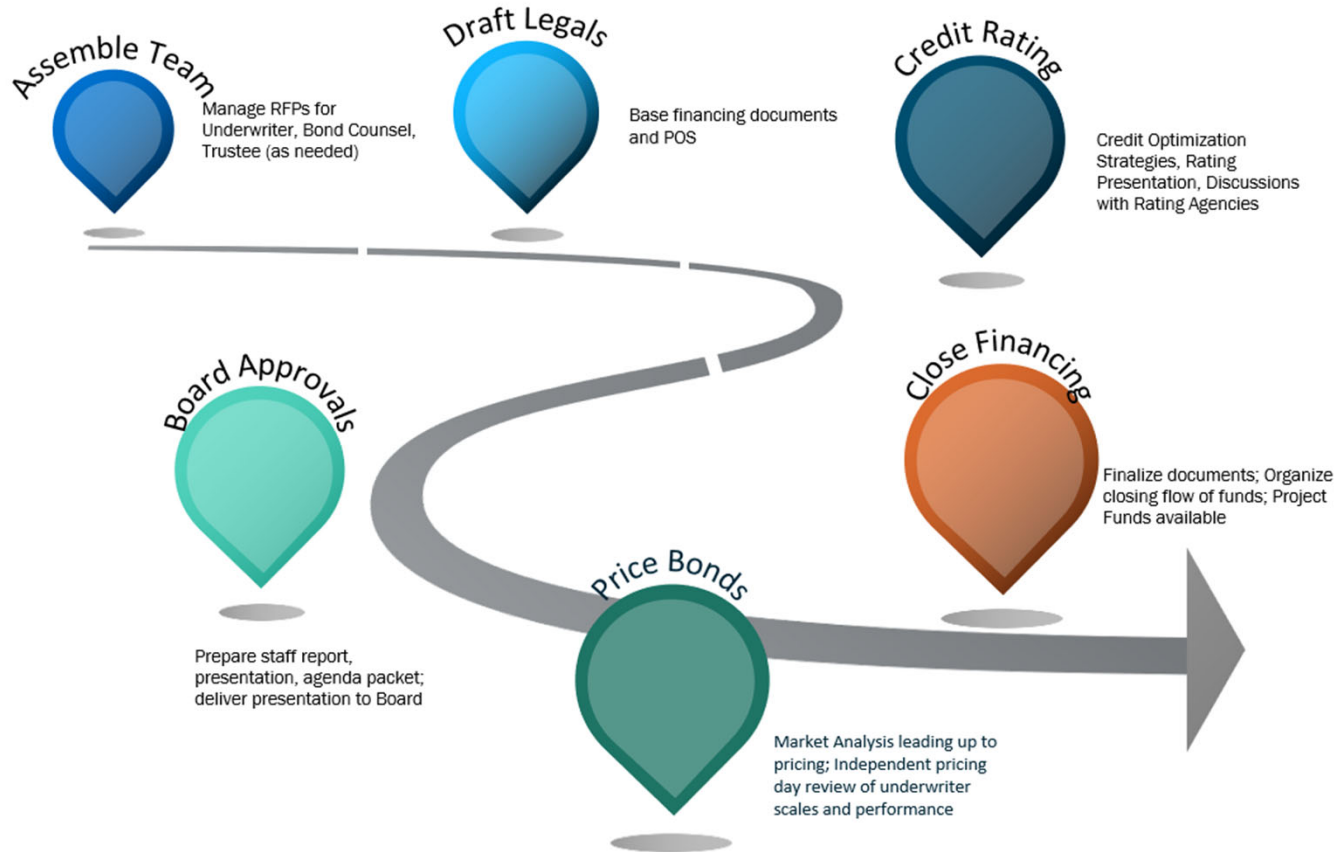 Assemble Team
Manage RFPs for
Underwriter, Bond Counsel,
Trustee (as needed)
Draft Legals
Base financing documents
and POS
Credit Rating
Credit Optimization
Strategies, Rating
Presentation, Discussions
with Rating Agencies
Board Approvals
Prepare staff report,
presentation, agenda packet;
deliver presentation to Board
Price Bonds
Market Analysis leading up to
pricing; Independent pricing
day review of underwriter
scales and performance
Close Financing
Finalize documents; Organize
closing flow of funds; Project
Funds available